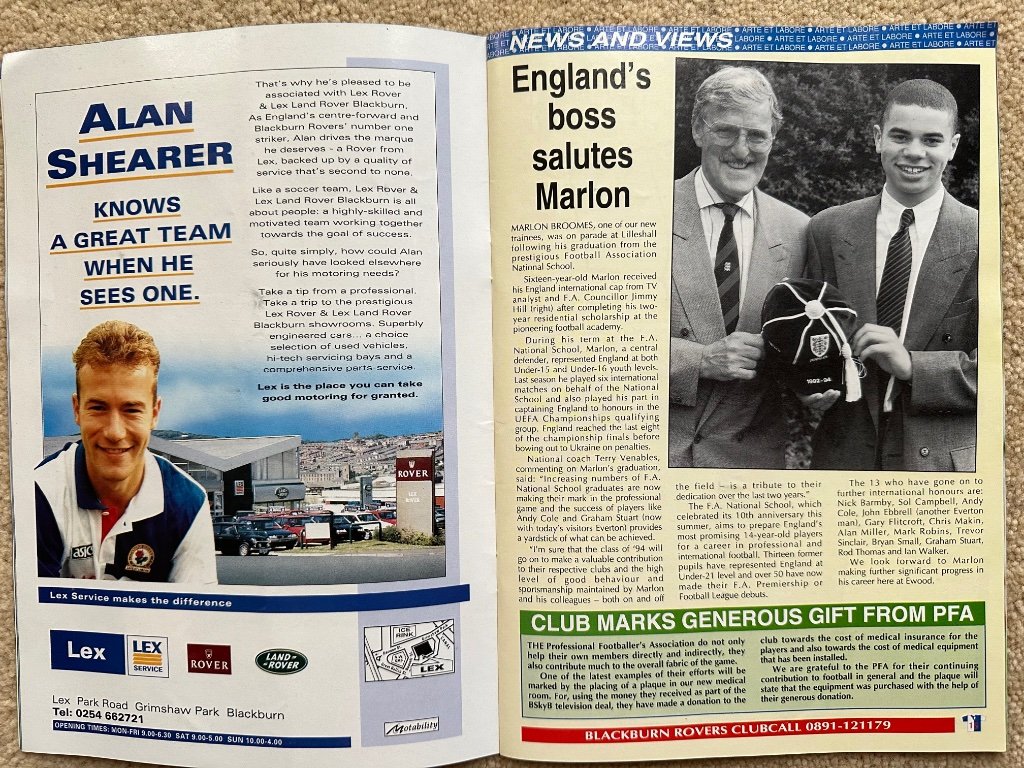 ALAN
SHEARER
KNOWS
A GREAT TEAM
WHEN HE
SEES ONE.
That's why he's pleased to be
associated with Lex Rover
& Lex Land Rover Blackburn.
As England's centre-forward and
Blackburn Rovers' number one
striker, Alan drives the marque
he deserves - a Rover from
Lex, backed up by a quality of
service that's second to none.
Like a soccer team, Lex Rover &
Lex Land Rover Blackburn is all
about people: a highly-skilled and
motivated team working together
towards the goal of success.
So, quite simply, how could Alan
seriously have looked elsewhere
for his motoring needs?
Take a tip from a professional.
Take a trip to the prestigious
Lex Rover & Lex Land Rover
Blackburn showrooms. Superbly
engineered cars... a choice
selection of used vehicles,
hi-tech servicing bays and a
comprehensive parts service.
Lex is the place you can take
good motoring for granted.
ROVER
asics
Lex Service makes the difference
Lex
LEX
SERVICE
ROVER
LAND-
ROVER
ICE
RINK
LEX
Lex Park Road Grimshaw Park Blackburn
Tel: 0254 662721
OPENING TIMES: MON-FRI 9.00-6.30 SAT 9.00-5.00 SUN 10.00-4.00
Motability
ARTE ET LABORE
NEWS AND VIEWS
England's
boss
salutes
Marlon
MARLON BROOMES, one of our new
trainees, was on parade at Lilleshall
following his graduation from the
prestigious Football Association
National School.
Sixteen-year-old Marlon received
his England international cap from TV
analyst and F.A. Councillor Jimmy
Hill (right) after completing his two-
year residential scholarship at the
pioneering football academy.
During his term at the F.A.
National School, Marlon, a central
defender, represented England at both
Under-15 and Under-16 youth levels.
Last season he played six international
matches on behalf of the National
School and also played his part in
captaining England to honours in the
UEFA Championships qualifying
group. England reached the last eight
of the championship finals before
bowing out to Ukraine on penalties.
National coach Terry Venables,
commenting on Marlon's graduation,
said: "Increasing numbers of F.A.
National School graduates are now
making their mark in the professional
game and the success of players like
Andy Cole and Graham Stuart (now
with today's visitors Everton) provides
a yardstick of what can be achieved.
"I'm sure that the class of '94 will
go on to make a valuable contribution
to their respective clubs and the high
level of good behaviour and
sportsmanship maintained by Marlon
and his colleagues – both on and off
1993-94
the field – is a tribute to their
dedication over the last two years."
The F.A. National School, which
celebrated its 10th anniversary this
summer, aims to prepare England's
most promising 14-year-old players
for a career in professional and
international football. Thirteen former
pupils have represented England at
Under-21 level and over 50 have now
made their F.A. Premiership or
Football League debuts.
The 13 who have gone on to
further international honours are:
Nick Barmby, Sol Campbell, Andy
Cole, John Ebbrell (another Everton
man), Gary Flitcroft, Chris Makin,
Alan Miller, Mark Robins, Trevor
Sinclair, Bryan Small, Graham Stuart,
Rod Thomas and Ian Walker.
We look forward to Marlon
making further significant progress in
his career here at Ewood.
CLUB MARKS GENEROUS GIFT FROM PFA
THE Professional Footballer's Association do not only
help their own members directly and indirectly, they
also contribute much to the overall fabric of the game.
One of the latest examples of their efforts will be
marked by the placing of a plaque in our new medical
room. For, using the money they received as part of the
BSkyB television deal, they have made a donation to the
club towards the cost of medical insurance for the
players and also towards the cost of medical equipment
that has been installed.
We are grateful to the PFA for their continuing
contribution to football in general and the plaque will
state that the equipment was purchased with the help of
their generous donation.
BLACKBURN ROVERS CLUBCALL 0891-121179